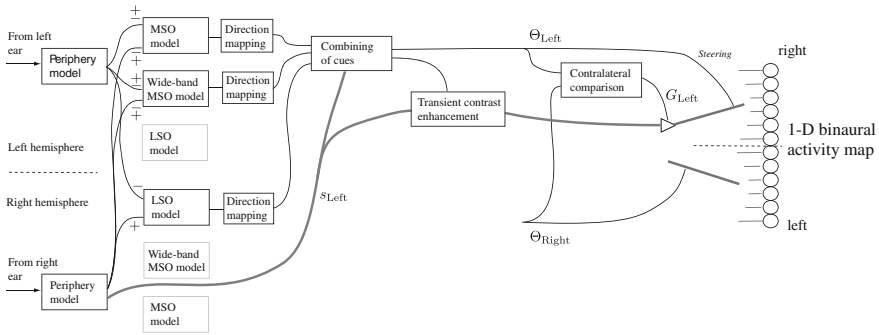 From left
ear
Periphery
model
±
−
MSO
model
Direction
mapping
−
+
+
Wide-band
MSO model
Direction
mapping
−
+
LSO
model
Left hemisphere
Right hemisphere
−
LSO
model
Direction
mapping
+
Wide-band
MSO model
From right
ear
Periphery
model
MSO
model
Combining
of cues
s_Left
Transient contrast
enhancement
Θ_Left
Contralateral
comparison
G_Left
Θ_Right
Steering
right
1-D binaural
activity map
left